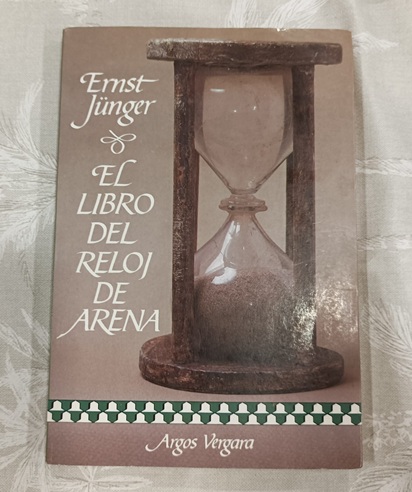 Ernst
Jünger
EL
LIBRO
DEL
RELOJ
DE
ARENA
Argos Vergara